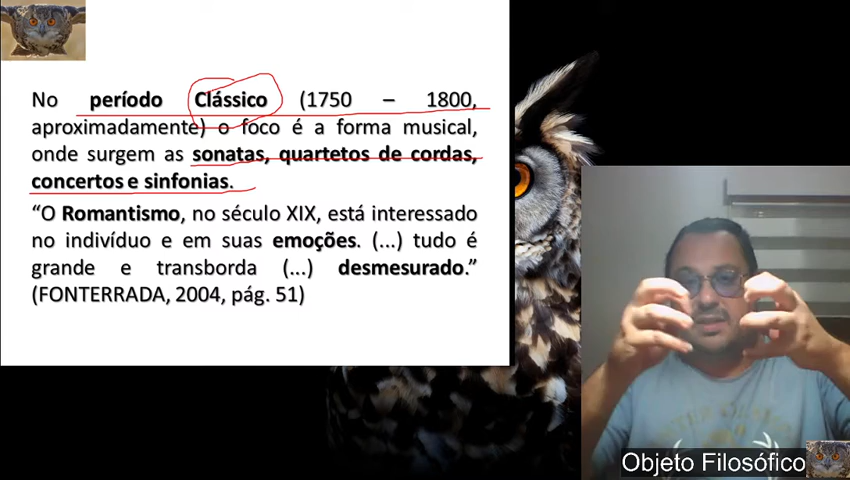 No período Clássico (1750 – 1800,
aproximadamente) o foco é a forma musical,
onde surgem as sonatas, quartetos de cordas,
concertos e sinfonias.
“O Romantismo, no século XIX, está interessado
no indivíduo e em suas emoções. (...) tudo é
grande e transborda (...) desmesurado.”
(FONTERRADA, 2004, pág. 51)
Objeto Filosófico